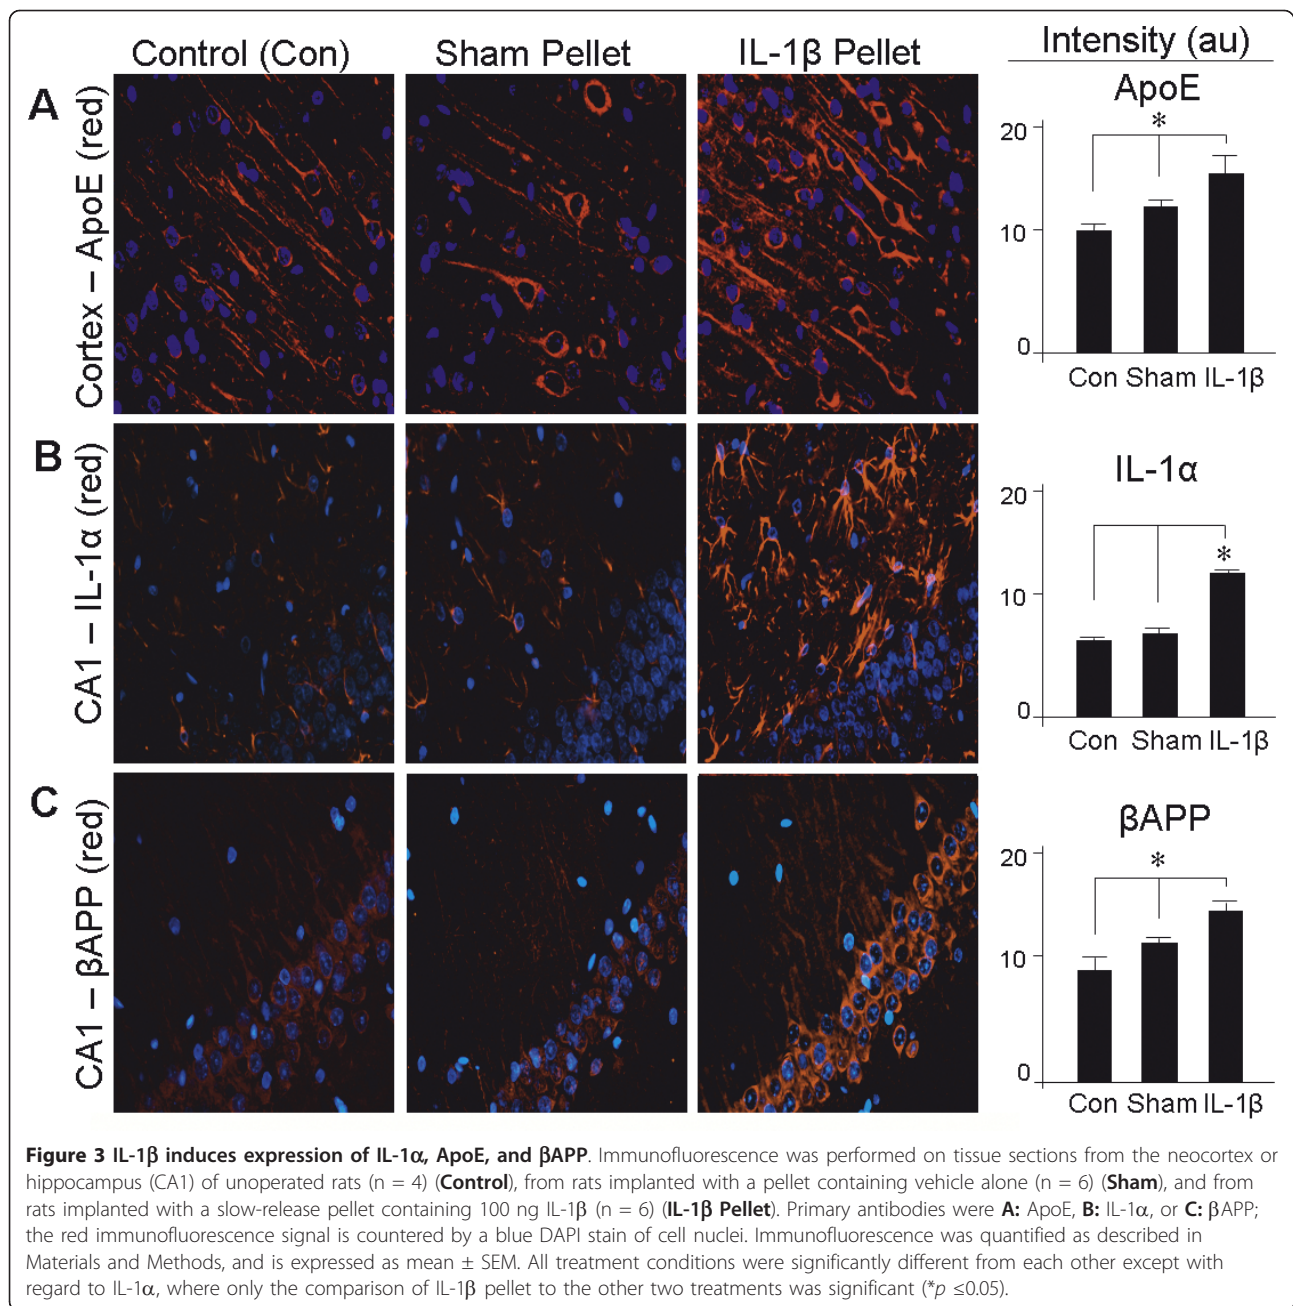 Control (Con) Sham Pellet IL-1β Pellet Intensity (au)
A
Cortex – ApoE (red)
ApoE
20
*
10
0
Con Sham IL-1β
B
CA1 – IL-1α (red)
IL-1α
20
*
10
0
Con Sham IL-1β
C
CA1 – βAPP (red)
βAPP
20
*
10
0
Con Sham IL-1β
Figure 3 IL-1β induces expression of IL-1α, ApoE, and βAPP. Immunofluorescence was performed on tissue sections from the neocortex or
hippocampus (CA1) of unoperated rats (n = 4) (Control), from rats implanted with a pellet containing vehicle alone (n = 6) (Sham), and from
rats implanted with a slow-release pellet containing 100 ng IL-1β (n = 6) (IL-1β Pellet). Primary antibodies were A: ApoE, B: IL-1α, or C: βAPP;
the red immunofluorescence signal is countered by a blue DAPI stain of cell nuclei. Immunofluorescence was quantified as described in
Materials and Methods, and is expressed as mean ± SEM. All treatment conditions were significantly different from each other except with
regard to IL-1α, where only the comparison of IL-1β pellet to the other two treatments was significant (*p ≤0.05).